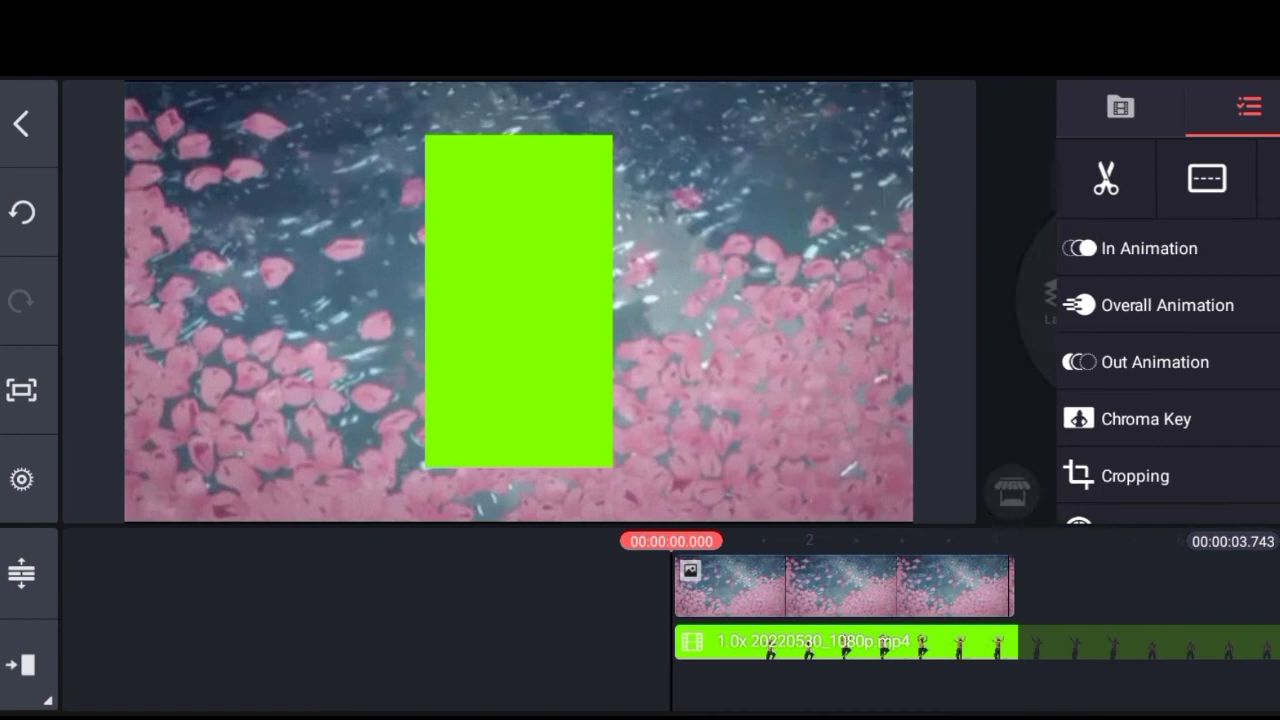 In Animation
Overall Animation
La
Out Animation
Chroma Key
Cropping
00:00:00.000
2
00:00:03.743
1.0x 20220530_1080p.mp4